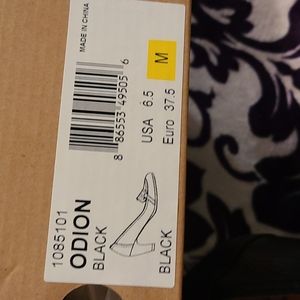 1085101
ODION
BLACK
MADE IN CHINA
8 86553 49505 6
BLACK
USA 6.5
Euro 37.5
M